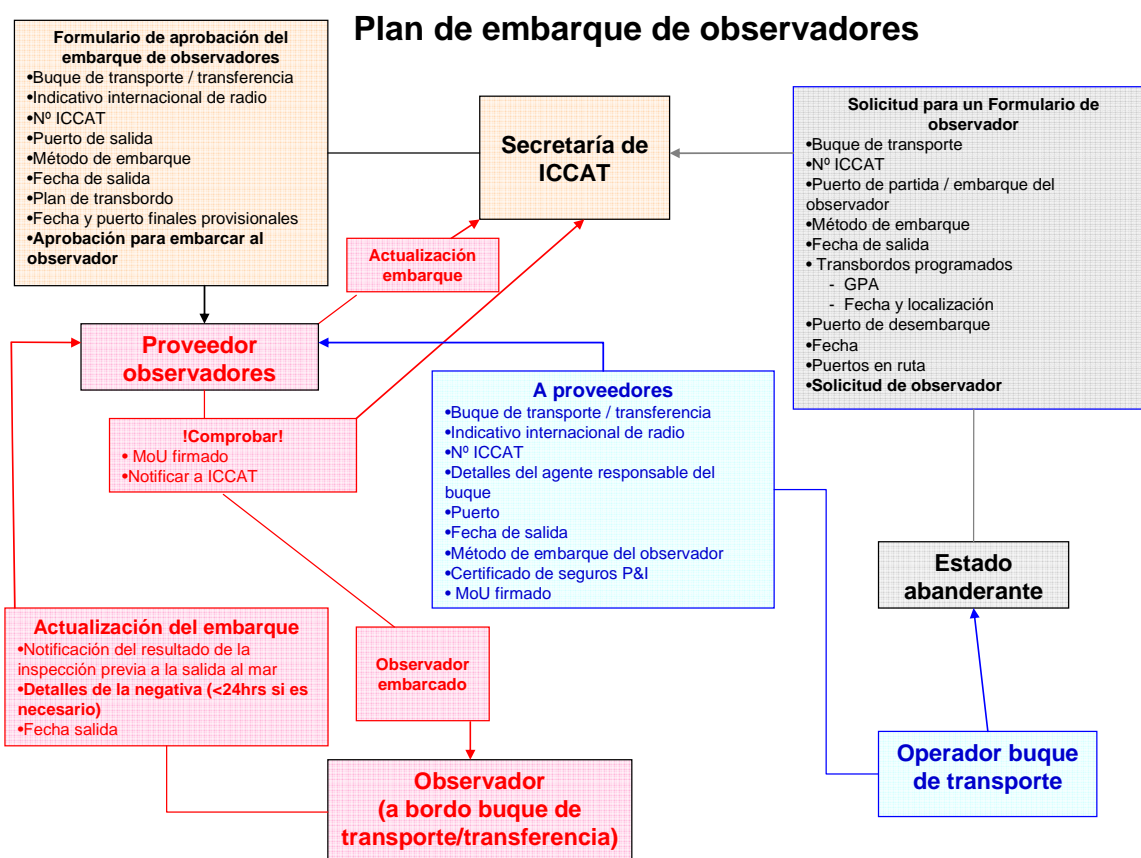 Plan de embarque de observadores
Formulario de aprobación del
embarque de observadores
•Buque de transporte / transferencia
•Indicativo internacional de radio
•Nº ICCAT
•Puerto de salida
•Método de embarque
•Fecha de salida
•Plan de transbordo
•Fecha y puerto finales provisionales
•Aprobación para embarcar al
observador
Secretaría de
ICCAT
Solicitud para un Formulario de
observador
•Buque de transporte
•Nº ICCAT
•Puerto de partida / embarque del
observador
•Método de embarque
•Fecha de salida
• Transbordos programados
- GPA
- Fecha y localización
•Puerto de desembarque
•Fecha
•Puertos en ruta
•Solicitud de observador
Actualización
embarque
Proveedor
observadores
A proveedores
•Buque de transporte / transferencia
•Indicativo internacional de radio
•Nº ICCAT
•Detalles del agente responsable del
buque
•Puerto
•Fecha de salida
•Método de embarque del observador
•Certificado de seguros P&I
• MoU firmado
!Comprobar!
• MoU firmado
•Notificar a ICCAT
Estado
abanderante
Actualización del embarque
•Notificación del resultado de la
inspección previa a la salida al mar
•Detalles de la negativa (<24hrs si es
necesario)
•Fecha salida
Observador
embarcado
Operador buque
de transporte
Observador
(a bordo buque de
transporte/transferencia)